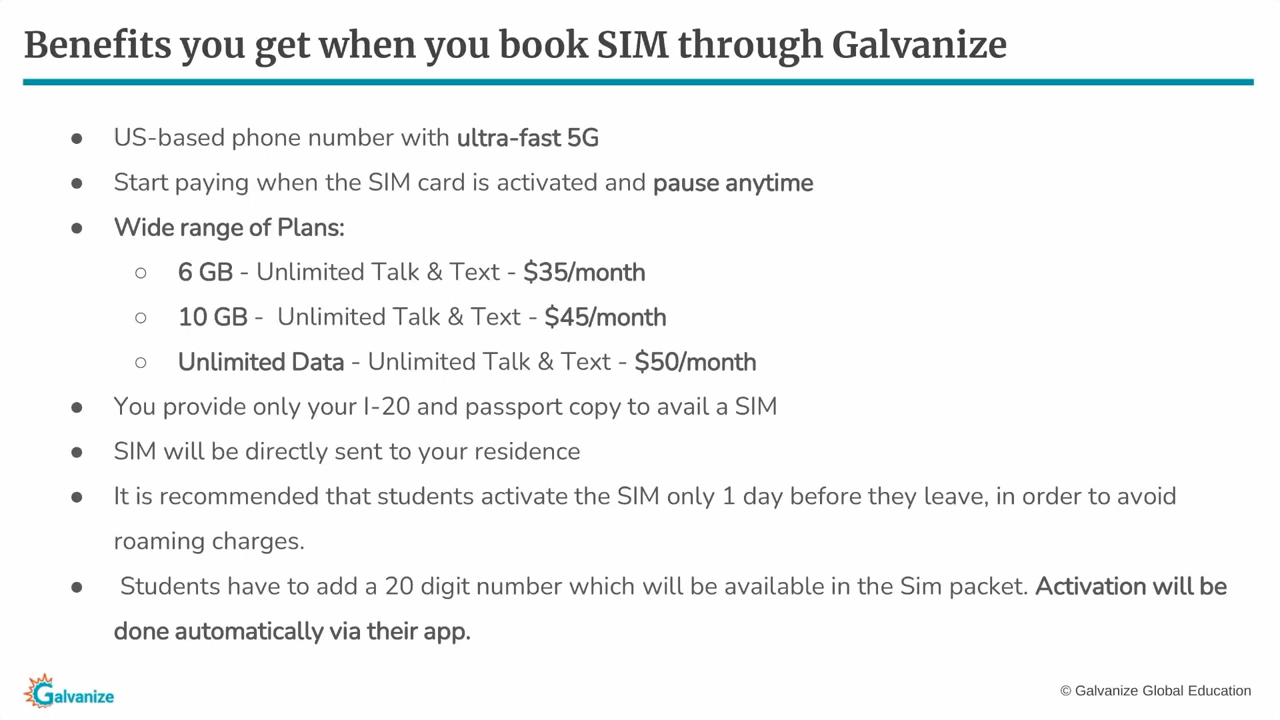 Benefits you get when you book SIM through Galvanize
● US-based phone number with ultra-fast 5G
● Start paying when the SIM card is activated and pause anytime
● Wide range of Plans:
○ 6 GB - Unlimited Talk & Text - $35/month
○ 10 GB -  Unlimited Talk & Text - $45/month
○ Unlimited Data - Unlimited Talk & Text - $50/month
● You provide only your I-20 and passport copy to avail a SIM
● SIM will be directly sent to your residence
● It is recommended that students activate the SIM only 1 day before they leave, in order to avoid
roaming charges.
● Students have to add a 20 digit number which will be available in the Sim packet. Activation will be
done automatically via their app.
Galvanize
© Galvanize Global Education